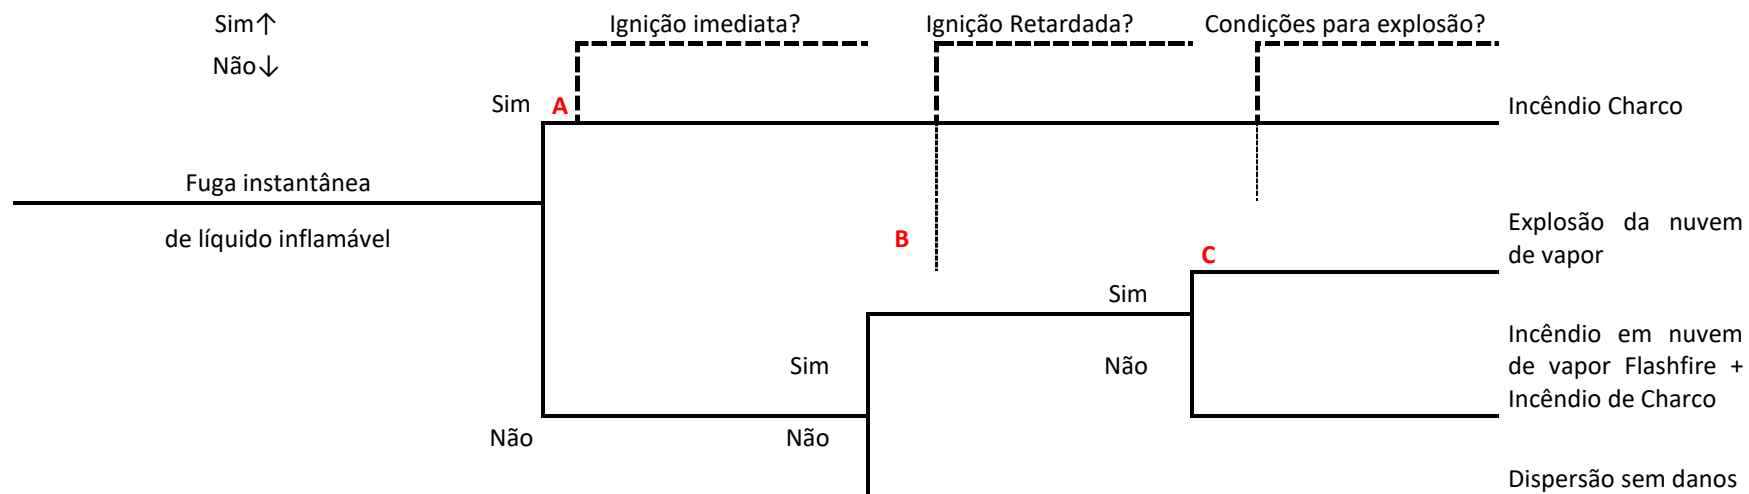 Sim↑ Ignição imediata? Ignição Retardada? Condições para explosão?
Não↓
Sim A Incêndio Charco
Fuga instantânea
de líquido inflamável
B
Explosão da nuvem
de vapor
C
Sim
Incêndio em nuvem
de vapor Flashfire +
Incêndio de Charco
Sim Não
Não Não
Dispersão sem danos